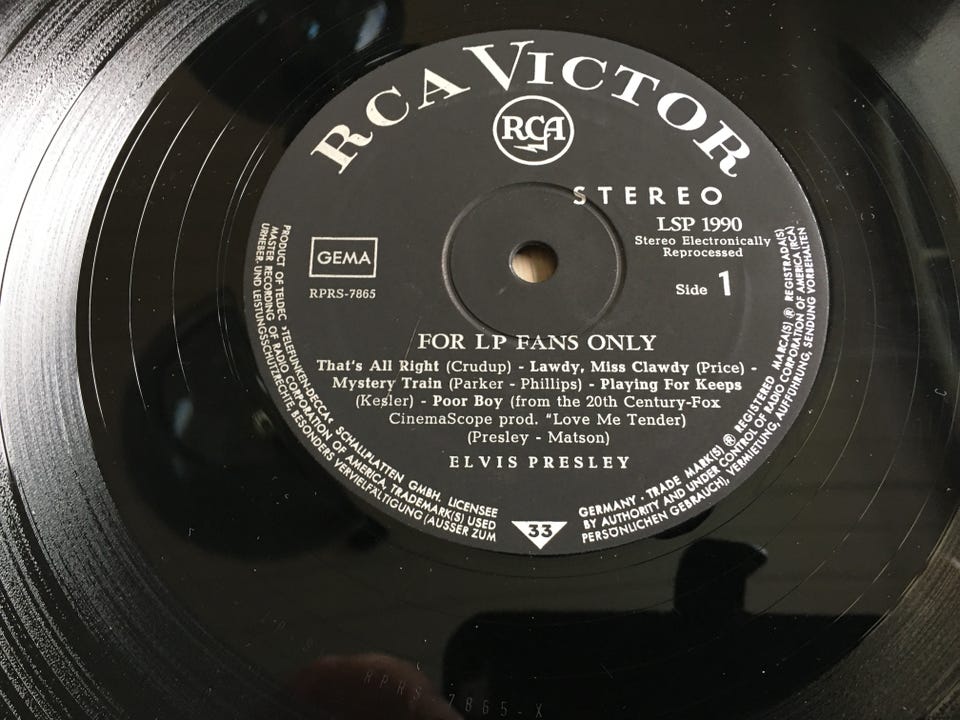 RCA VICTOR
RCA
STEREO
LSP 1990
Stereo Electronically
Reprocessed
Side 1
GEMA
RPRS-7865
FOR LP FANS ONLY
That's All Right (Crudup) - Lawdy, Miss Clawdy (Price) -
Mystery Train (Parker - Phillips) - Playing For Keeps
(Kesler) - Poor Boy (from the 20th Century-Fox
CinemaScope prod. "Love Me Tender)
(Presley - Matson)
ELVIS PRESLEY
33
PRODUCT OF TELDEC »TELEFUNKEN-DECCA« SCHALLPLATTEN GMBH. LICENSEE
MASTER RECORDING OF RADIO CORPORATION OF AMERICA, TRADEMARK(S) USED
URHEBER- UND LEISTUNGSSCHUTZRECHTE, BESONDERS VERVIELFÄLTIGUNG (AUSSER ZUM
GERMANY · TRADE MARK(S) ® REGISTERED MARCA(S) ® REGISTRADA(S)
BY AUTHORITY AND UNDER CONTROL OF RADIO CORPORATION OF AMERICA (RCA)
PERSÖNLICHEN GEBRAUCH), VERMIETUNG, AUFFÜHRUNG, SENDUNG VORBEHALTEN
RPRS 7865-X